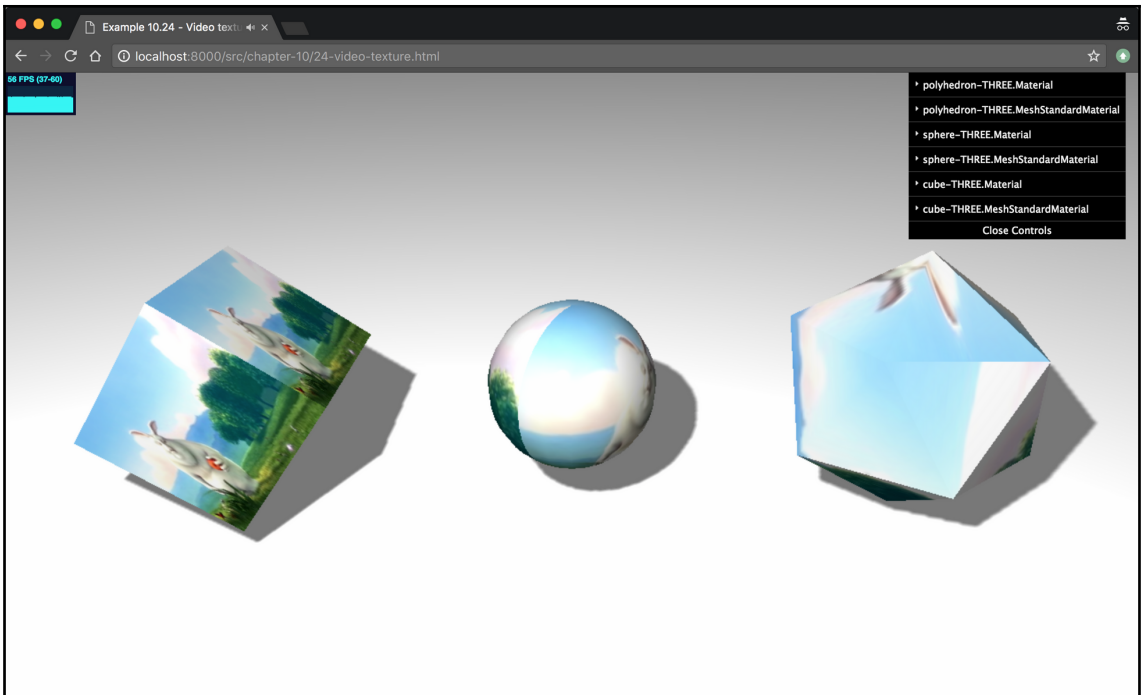 Example 10.24 - Video textu
localhost:8000/src/chapter-10/24-video-texture.html
56 FPS (37-60)
polyhedron-THREE.Material
polyhedron-THREE.MeshStandardMaterial
sphere-THREE.Material
sphere-THREE.MeshStandardMaterial
cube-THREE.Material
cube-THREE.MeshStandardMaterial
Close Controls